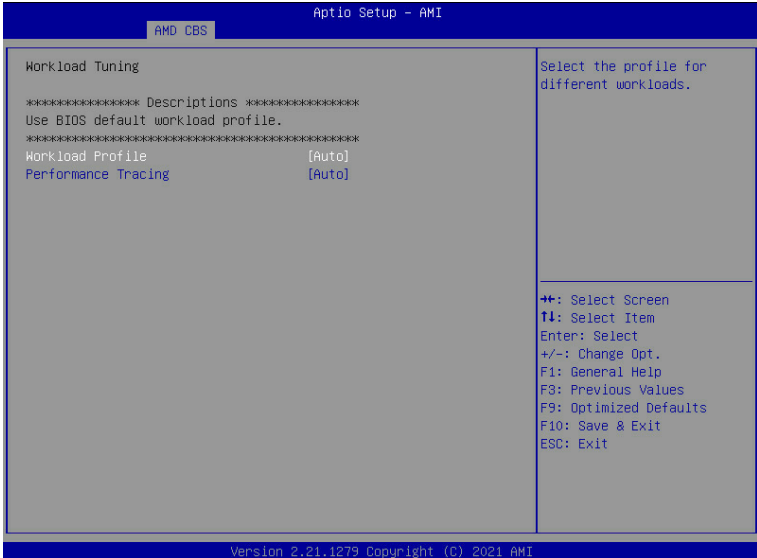 Aptio Setup - AMI
AMD CBS
Workload Tuning
**************** Descriptions ****************
Use BIOS default workload profile.
**********************************************
Workload Profile [Auto]
Performance Tracing [Auto]
Select the profile for
different workloads.
→←: Select Screen
↑↓: Select Item
Enter: Select
+/-: Change Opt.
F1: General Help
F3: Previous Values
F9: Optimized Defaults
F10: Save & Exit
ESC: Exit
Version 2.21.1279 Copyright (C) 2021 AMI